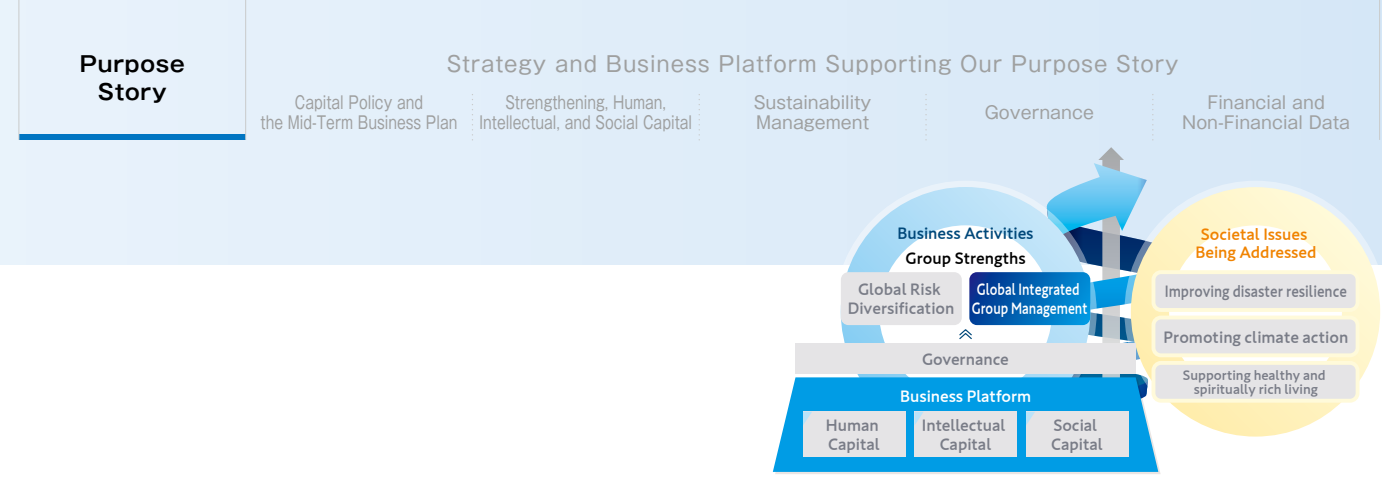 Purpose
Story
Strategy and Business Platform Supporting Our Purpose Story
Capital Policy and
the Mid-Term Business Plan
Strengthening, Human,
Intellectual, and Social Capital
Sustainability
Management
Governance
Financial and
Non-Financial Data
Business Activities
Group Strengths
Global Risk
Diversification
Global Integrated
Group Management
Governance
Business Platform
Human
Capital
Intellectual
Capital
Social
Capital
Societal Issues
Being Addressed
Improving disaster resilience
Promoting climate action
Supporting healthy and
spiritually rich living